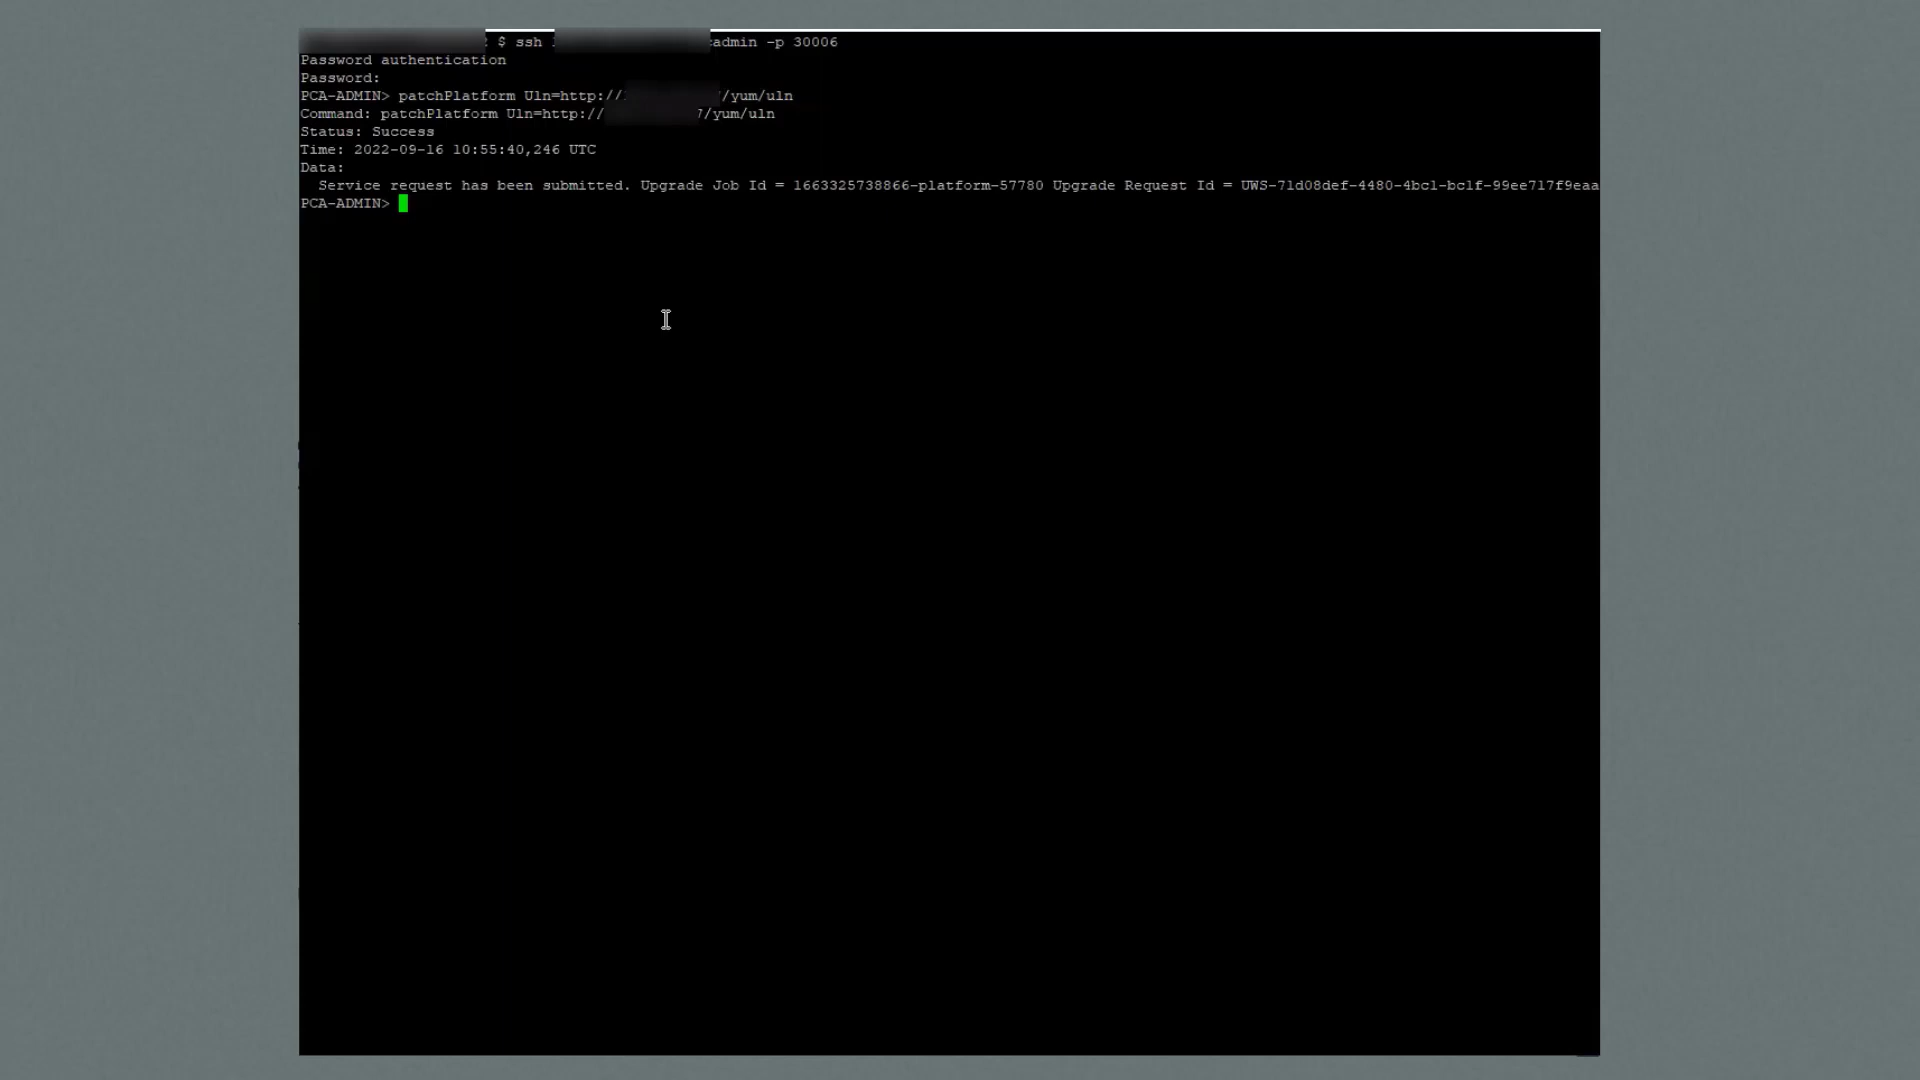 $ ssh admin -p 30006
Password authentication
Password:
PCA-ADMIN> patchPlatform Uln=http:// /yum/uln
Command: patchPlatform Uln=http:// 7/yum/uln
Status: Success
Time: 2022-09-16 10:55:40,246 UTC
Data:
Service request has been submitted. Upgrade Job Id = 1663325738866-platform-57780 Upgrade Request Id = UWS-71d08def-4480-4bc1-bc1f-99ee717f9eaa
PCA-ADMIN>